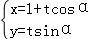 x=1+tcosα
y=tsinα